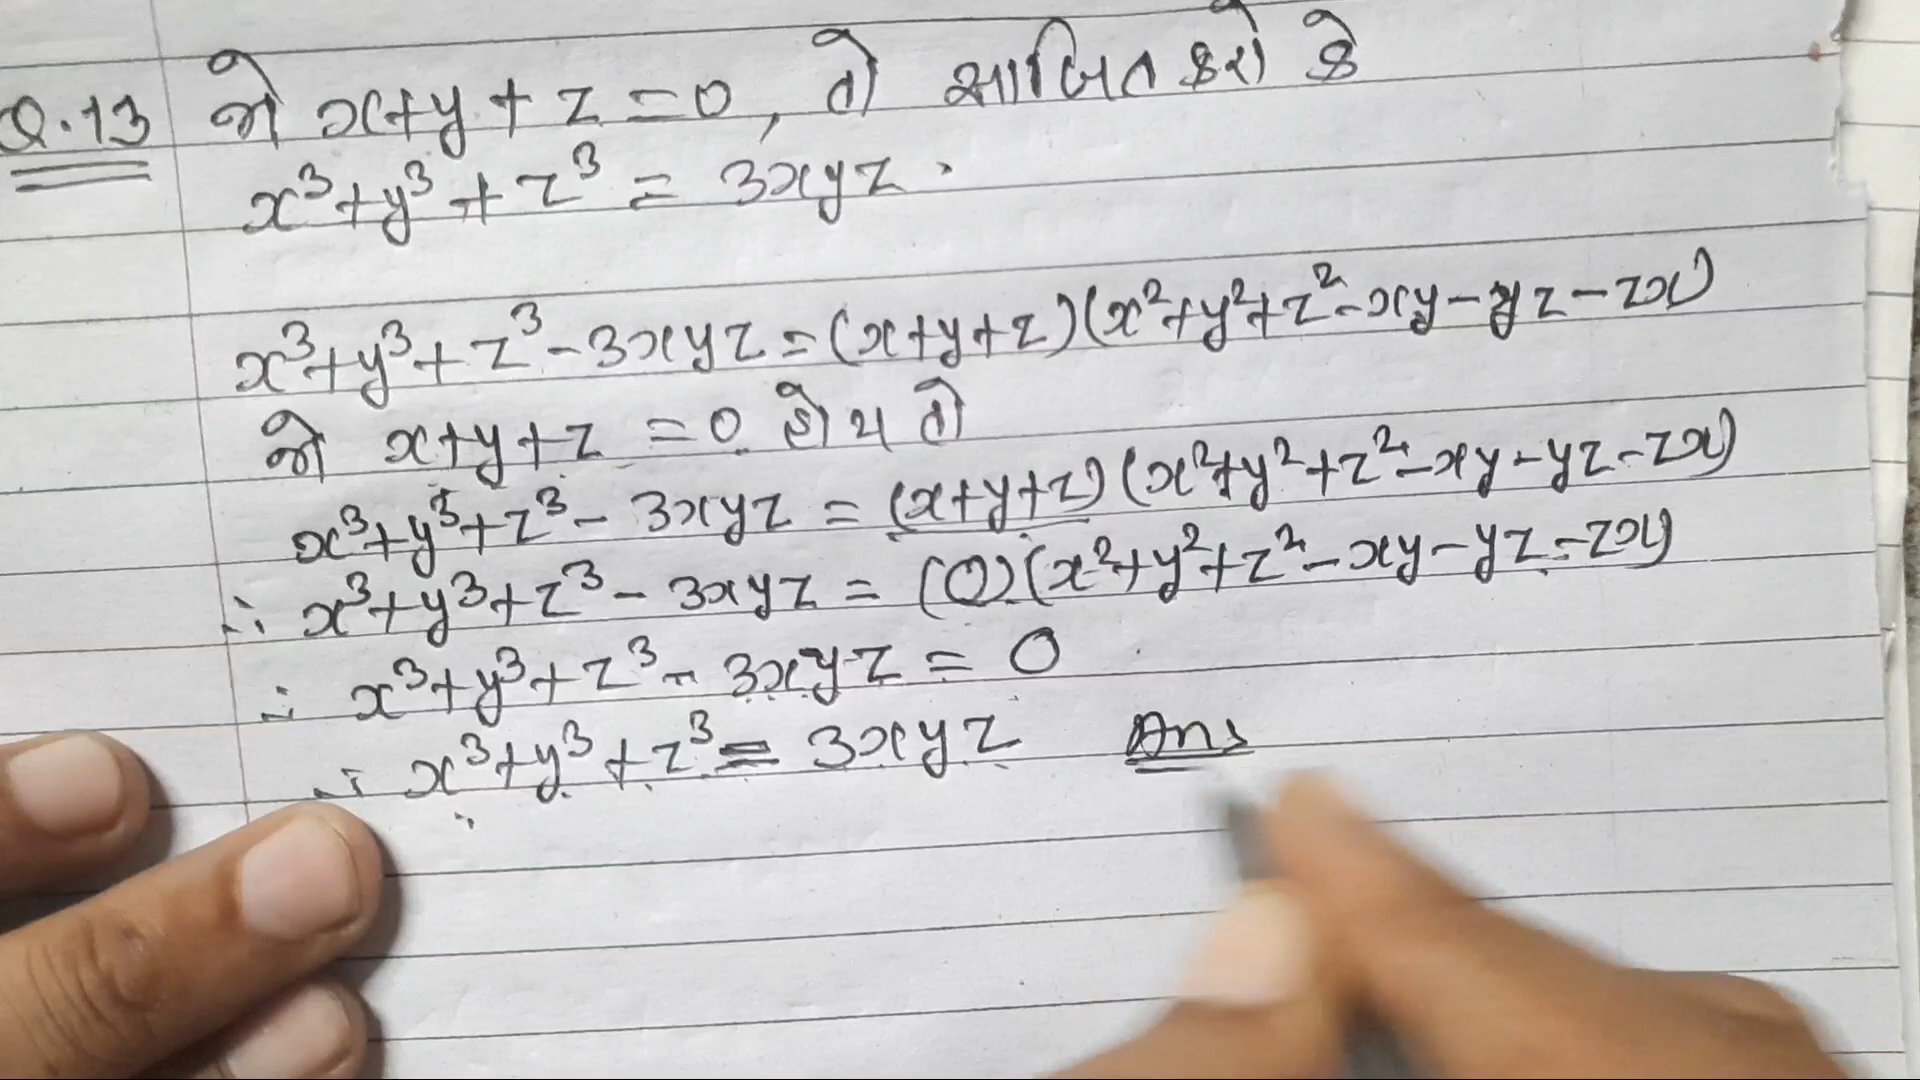 Q.13 જો x+y+z=0, તો સાબિત કરો કે
x³+y³+z³ = 3xyz.
x³+y³+z³-3xyz=(x+y+z)(x²+y²+z²-xy-yz-zx)
જો x+y+z=0 હોય તો
x³+y³+z³-3xyz=(x+y+z)(x²+y²+z²-xy-yz-zx)
∴ x³+y³+z³-3xyz=(0)(x²+y²+z²-xy-yz-zx)
∴ x³+y³+z³-3xyz=0
∴ x³+y³+z³=3xyz Ans